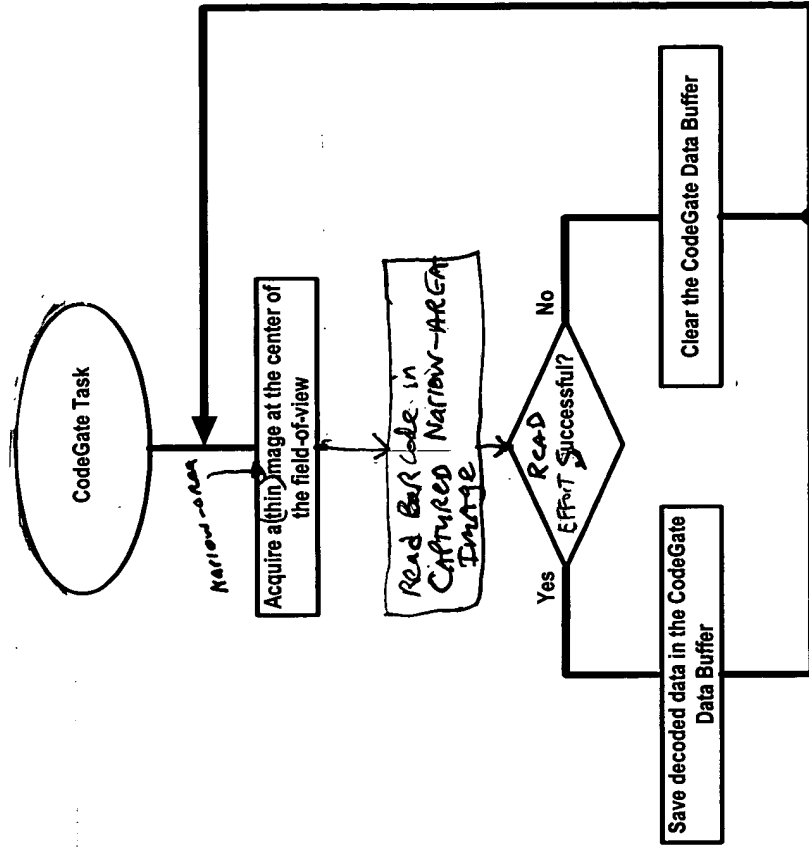 CodeGate Task
Narrow-area
Acquire a (thin) image at the center of
the field-of-view
Read Bar Code in
CAPTURED Narrow-AREA
Image
READ
EFFORT Successful?
Yes
No
Save decoded data in the CodeGate
Data Buffer
Clear the CodeGate Data Buffer